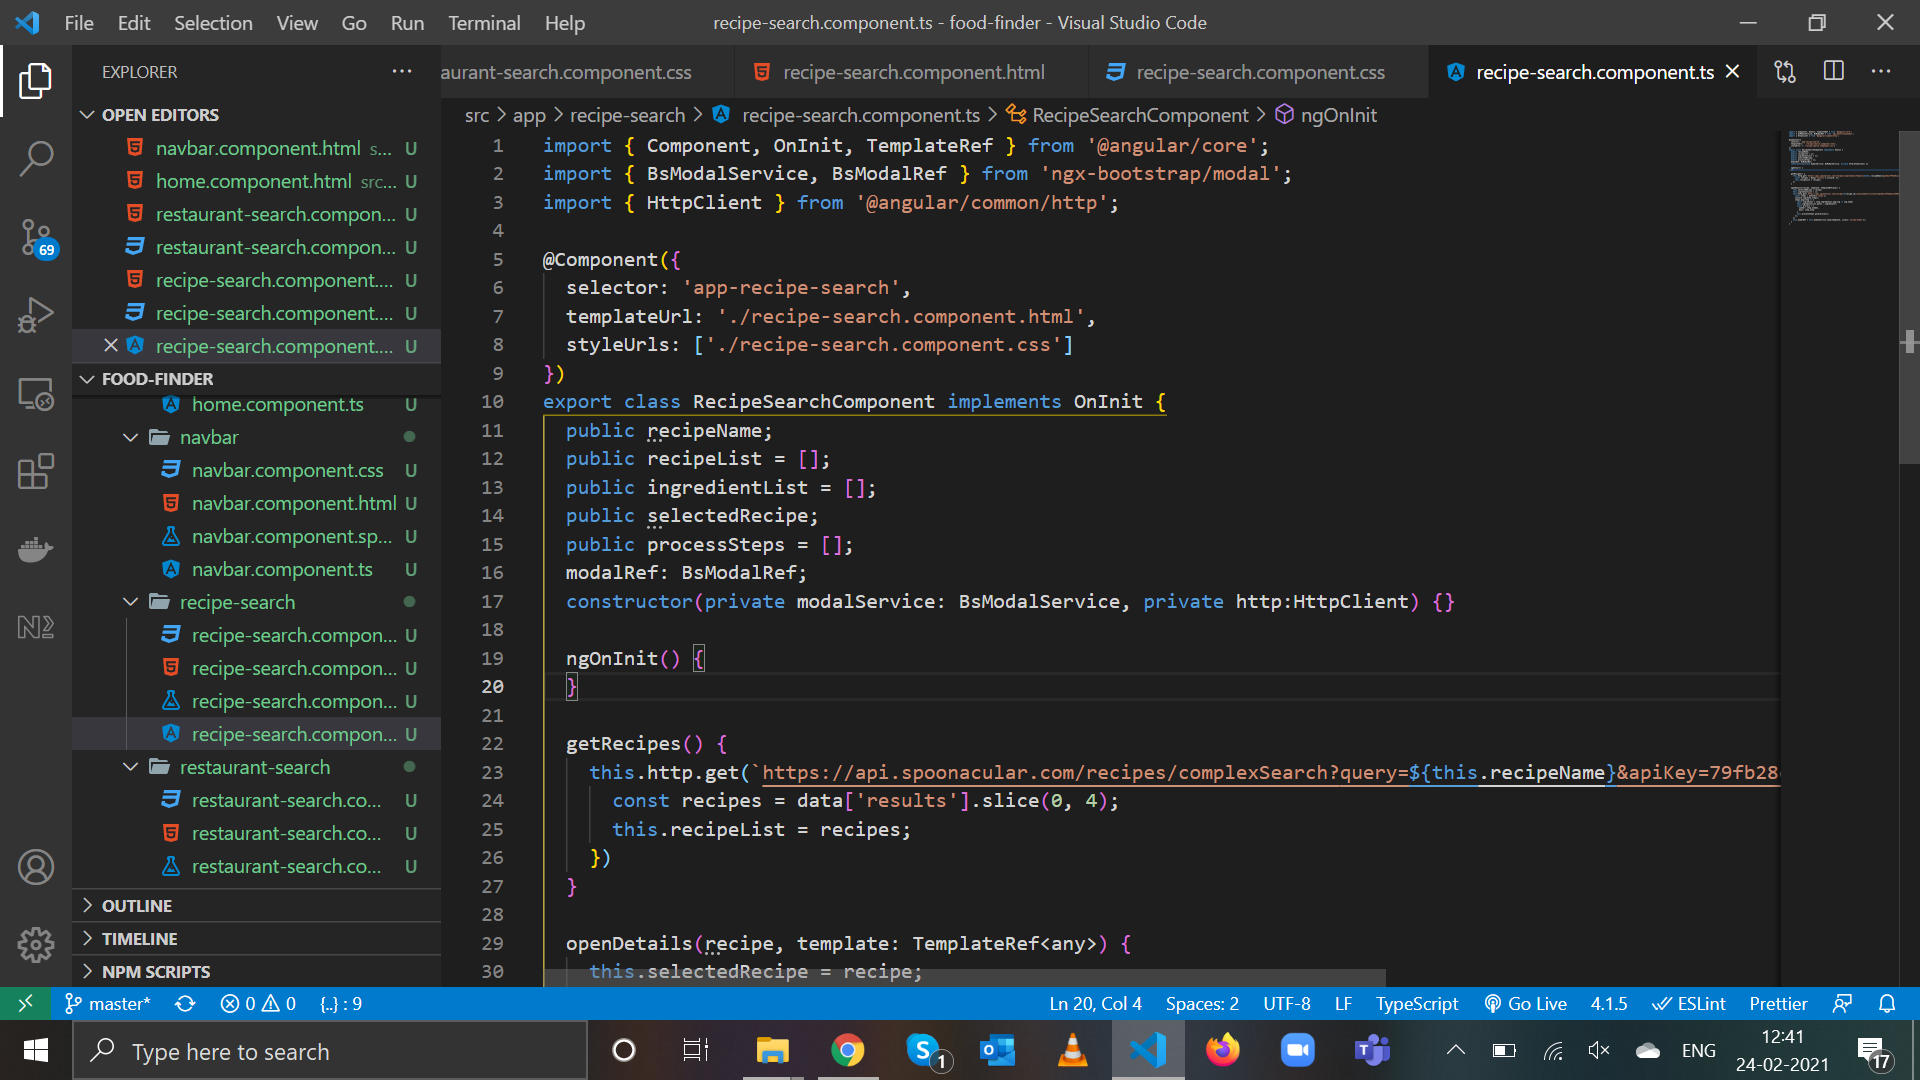 File Edit Selection View Go Run Terminal Help
recipe-search.component.ts - food-finder - Visual Studio Code
EXPLORER
aurant-search.component.css
recipe-search.component.html
recipe-search.component.css
recipe-search.component.ts
src > app > recipe-search > recipe-search.component.ts > RecipeSearchComponent > ngOnInit
OPEN EDITORS
navbar.component.html s... U
home.component.html src... U
restaurant-search.compon... U
restaurant-search.compon... U
recipe-search.component.... U
recipe-search.component.... U
recipe-search.component.... U
FOOD-FINDER
home.component.ts U
navbar
navbar.component.css U
navbar.component.html U
navbar.component.sp... U
navbar.component.ts U
recipe-search
recipe-search.compon... U
recipe-search.compon... U
recipe-search.compon... U
recipe-search.compon... U
restaurant-search
restaurant-search.co... U
restaurant-search.co... U
restaurant-search.co... U
OUTLINE
TIMELINE
NPM SCRIPTS
69
1 import { Component, OnInit, TemplateRef } from '@angular/core';
2 import { BsModalService, BsModalRef } from 'ngx-bootstrap/modal';
3 import { HttpClient } from '@angular/common/http';
4
5 @Component({
6 selector: 'app-recipe-search',
7 templateUrl: './recipe-search.component.html',
8 styleUrls: ['./recipe-search.component.css']
9 })
10 export class RecipeSearchComponent implements OnInit {
11 public recipeName;
12 public recipeList = [];
13 public ingredientList = [];
14 public selectedRecipe;
15 public processSteps = [];
16 modalRef: BsModalRef;
17 constructor(private modalService: BsModalService, private http:HttpClient) {}
18
19 ngOnInit() {
20 }
21
22 getRecipes() {
23 this.http.get(`https://api.spoonacular.com/recipes/complexSearch?query=${this.recipeName}&apiKey=79fb28
24 const recipes = data['results'].slice(0, 4);
25 this.recipeList = recipes;
26 })
27 }
28
29 openDetails(recipe, template: TemplateRef<any>) {
30 this.selectedRecipe = recipe;
master* 0 0 {..} : 9
Ln 20, Col 4 Spaces: 2 UTF-8 LF TypeScript Go Live 4.1.5 ESLint Prettier
Type here to search
1
ENG
12:41
24-02-2021
17